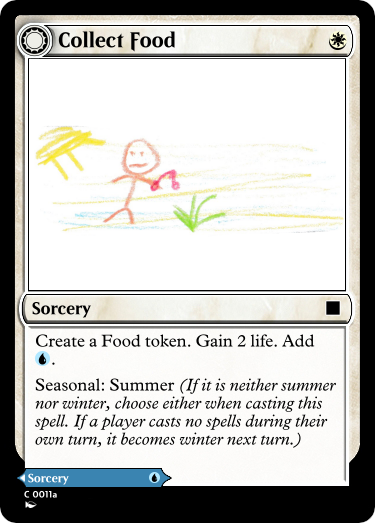 Collect Food
Sorcery
Create a Food token. Gain 2 life. Add
.
Seasonal: Summer (If it is neither summer
nor winter, choose either when casting this
spell. If a player casts no spells during their
own turn, it becomes winter next turn.)
Sorcery
C 0011a